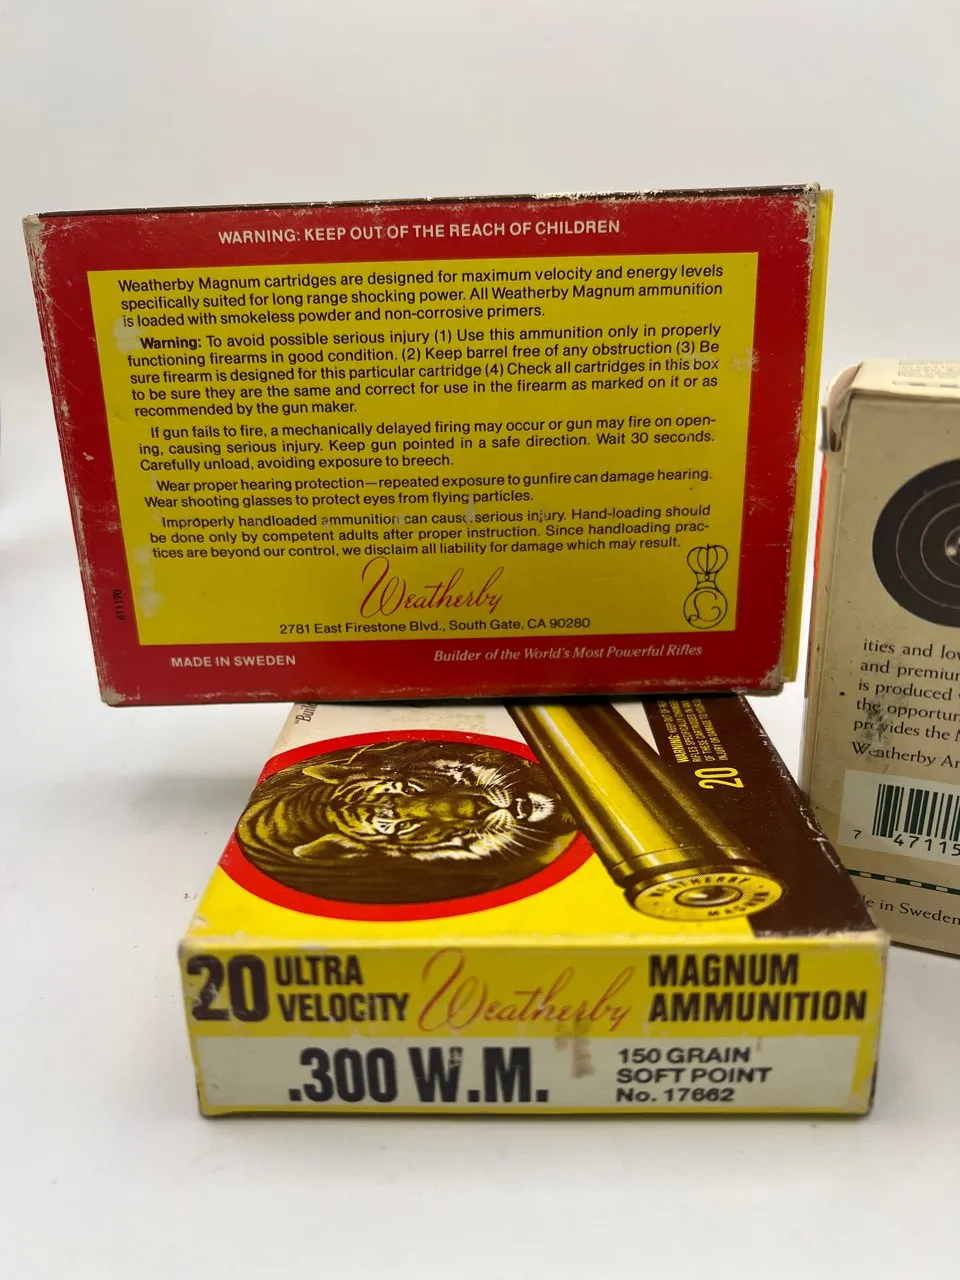 WARNING: KEEP OUT OF THE REACH OF CHILDREN
Weatherby Magnum cartridges are designed for maximum velocity and energy levels
specifically suited for long range shocking power. All Weatherby Magnum ammunition
is loaded with smokeless powder and non-corrosive primers.
Warning: To avoid possible serious injury (1) Use this ammunition only in properly
functioning firearms in good condition. (2) Keep barrel free of any obstruction (3) Be
sure firearm is designed for this particular cartridge (4) Check all cartridges in this box
to be sure they are the same and correct for use in the firearm as marked on it or as
recommended by the gun maker.
If gun fails to fire, a mechanically delayed firing may occur or gun may fire on open-
ing, causing serious injury. Keep gun pointed in a safe direction. Wait 30 seconds.
Carefully unload, avoiding exposure to breech.
Wear proper hearing protection—repeated exposure to gunfire can damage hearing.
Wear shooting glasses to protect eyes from flying particles.
Improperly handloaded ammunition can cause serious injury. Hand-loading should
be done only by competent adults after proper instruction. Since handloading prac-
tices are beyond our control, we disclaim all liability for damage which may result.
Weatherby
2781 East Firestone Blvd., South Gate, CA 90280
611190
MADE IN SWEDEN
Builder of the World's Most Powerful Rifles
WARNING: KEEP OUT OF
20
WEATHERBY
MAGNUM
20 ULTRA VELOCITY Weatherby MAGNUM AMMUNITION
.300 W.M.
150 GRAIN
SOFT POINT
No. 17662
ities and
and premium
is produced
the
provides the
Weatherby
7 47115
in Sweden